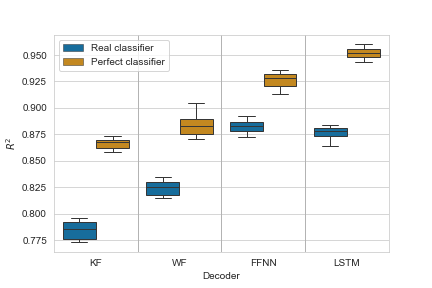 Real classifier
Perfect classifier
0.950
0.925
0.900
0.875
0.850
0.825
0.800
0.775
R²
KF WF FFNN LSTM
Decoder